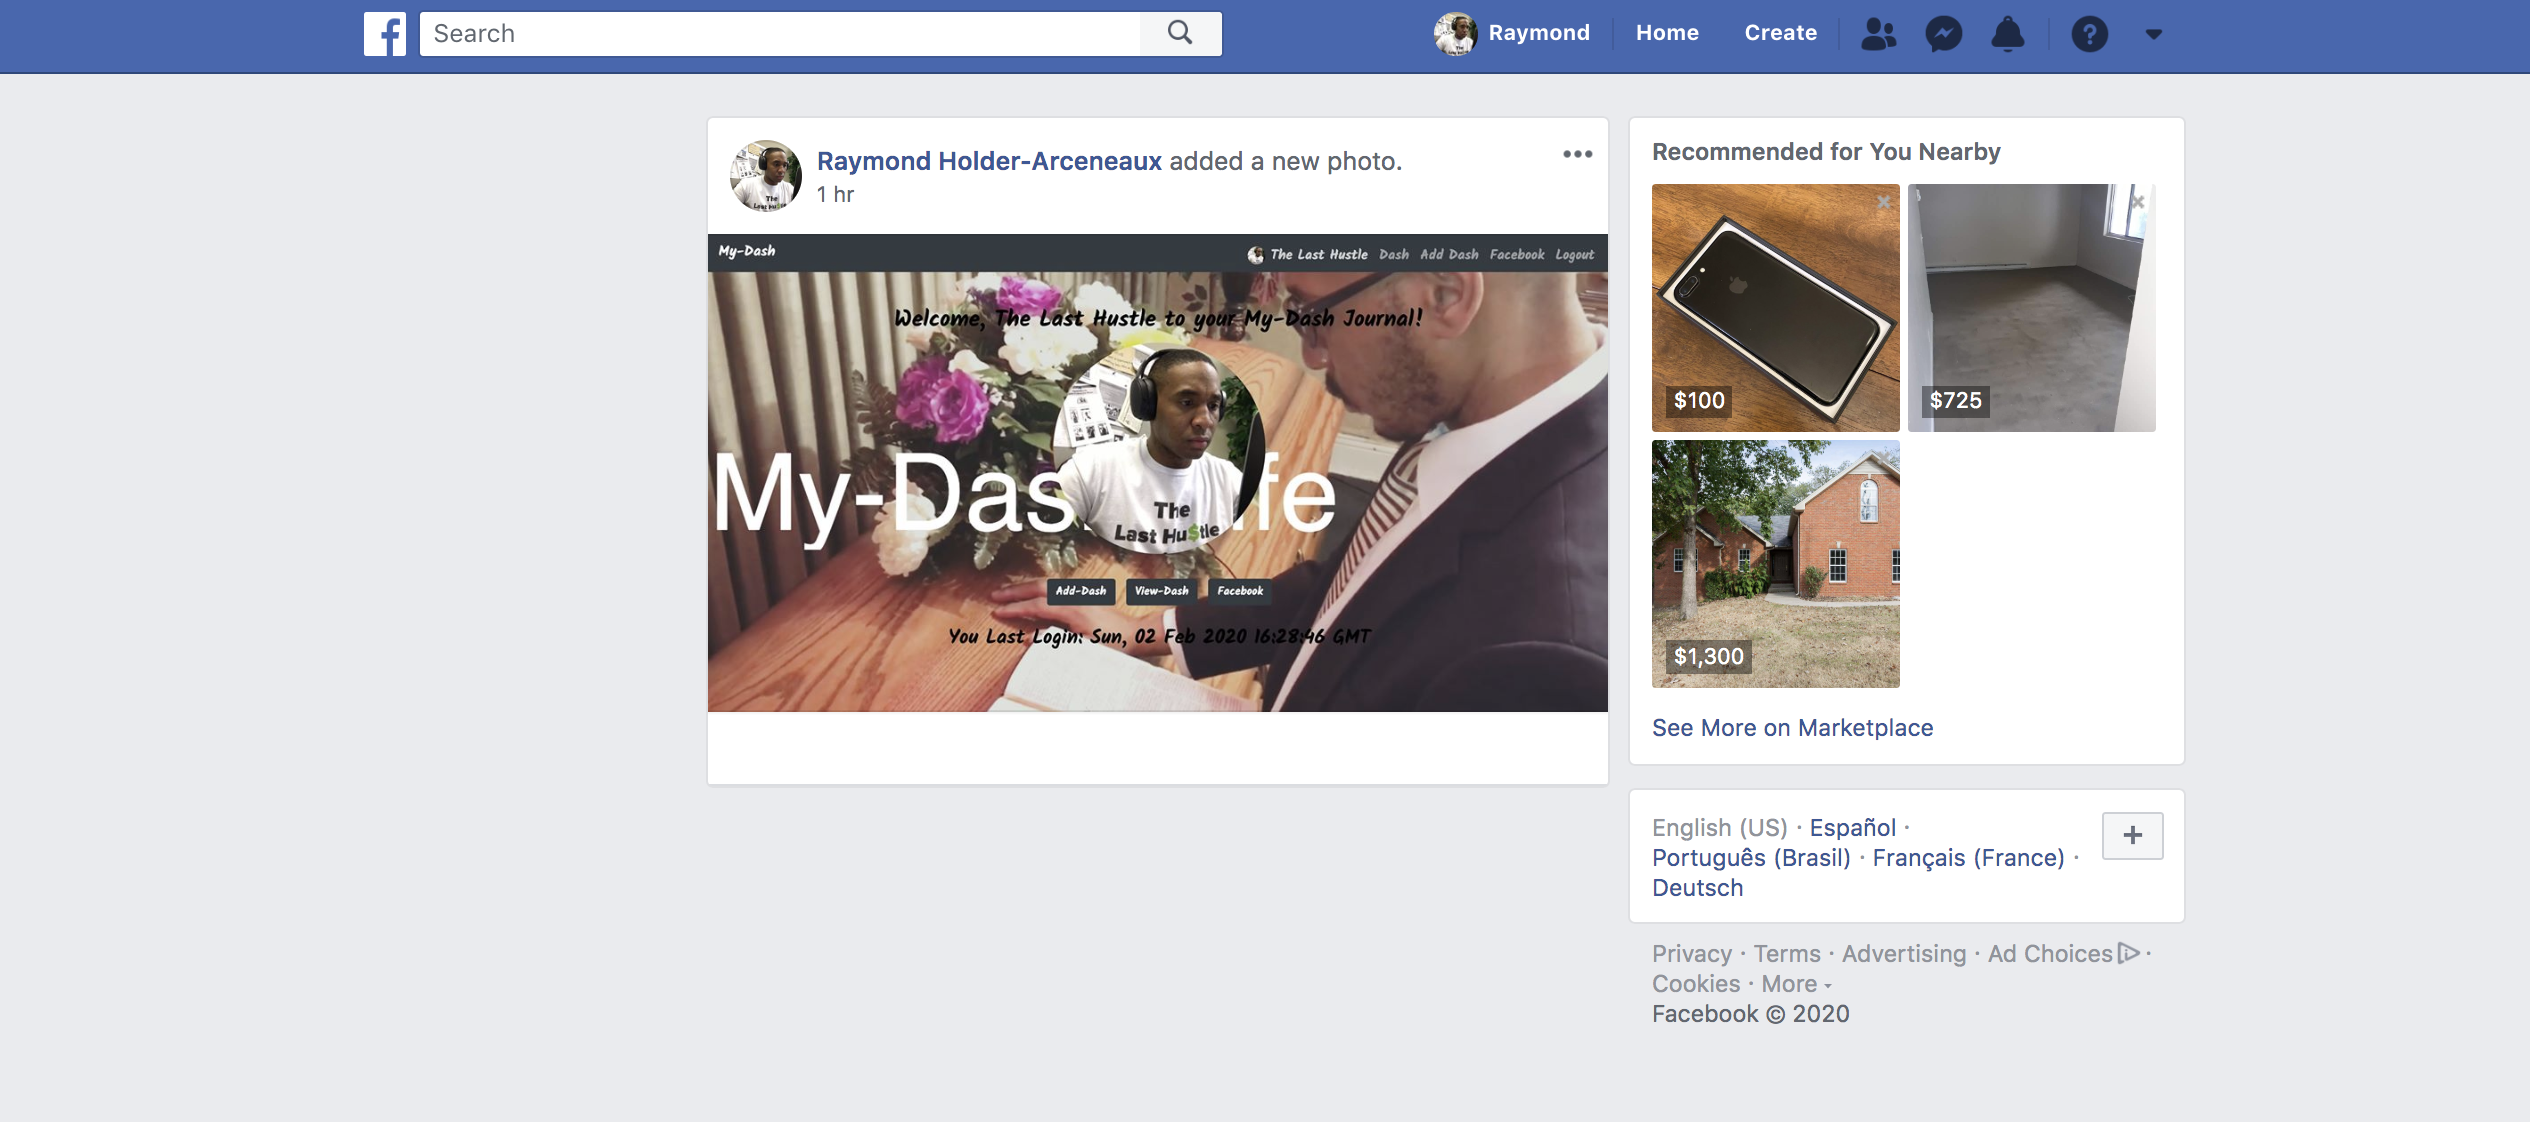 Search
Raymond
Home
Create
Raymond Holder-Arceneaux added a new photo.
1 hr
My-Dash
The Last Hustle Dash Add Dash Facebook Logout
Welcome, The Last Hustle to your My-Dash Journal!
My-Das fe
The
Last Hu$tle
Add-Dash View-Dash Facebook
You Last Login: Sun, 02 Feb 2020 16:28:46 GMT
Recommended for You Nearby
$100
$725
$1,300
See More on Marketplace
English (US) · Español ·
Português (Brasil) · Français (France) ·
Deutsch
+
Privacy · Terms · Advertising · Ad Choices ·
Cookies · More
Facebook © 2020